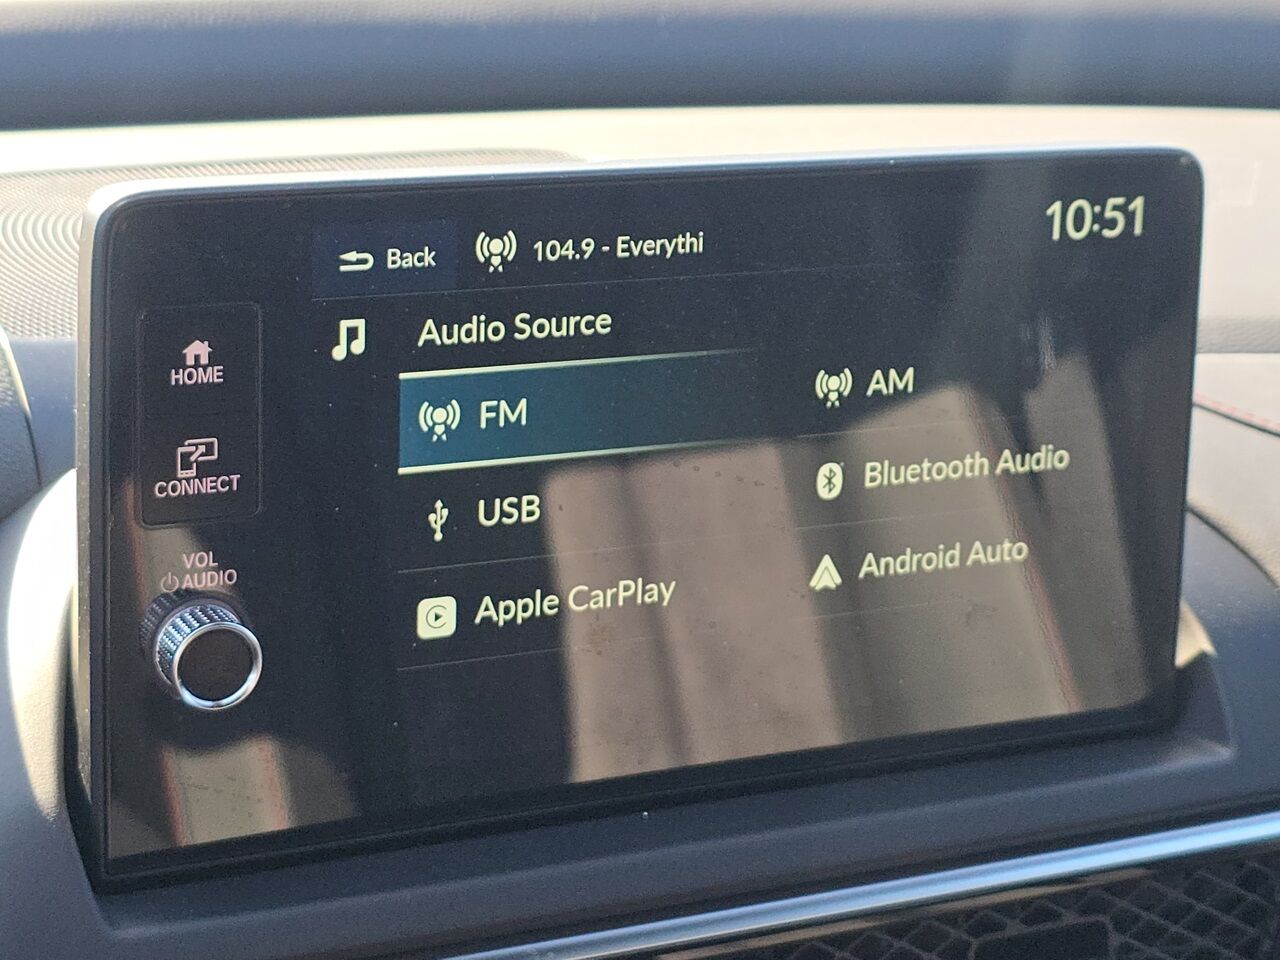 Back
104.9 - Everythi
10:51
Audio Source
HOME
CONNECT
VOL
AUDIO
FM
AM
USB
Bluetooth Audio
Apple CarPlay
Android Auto